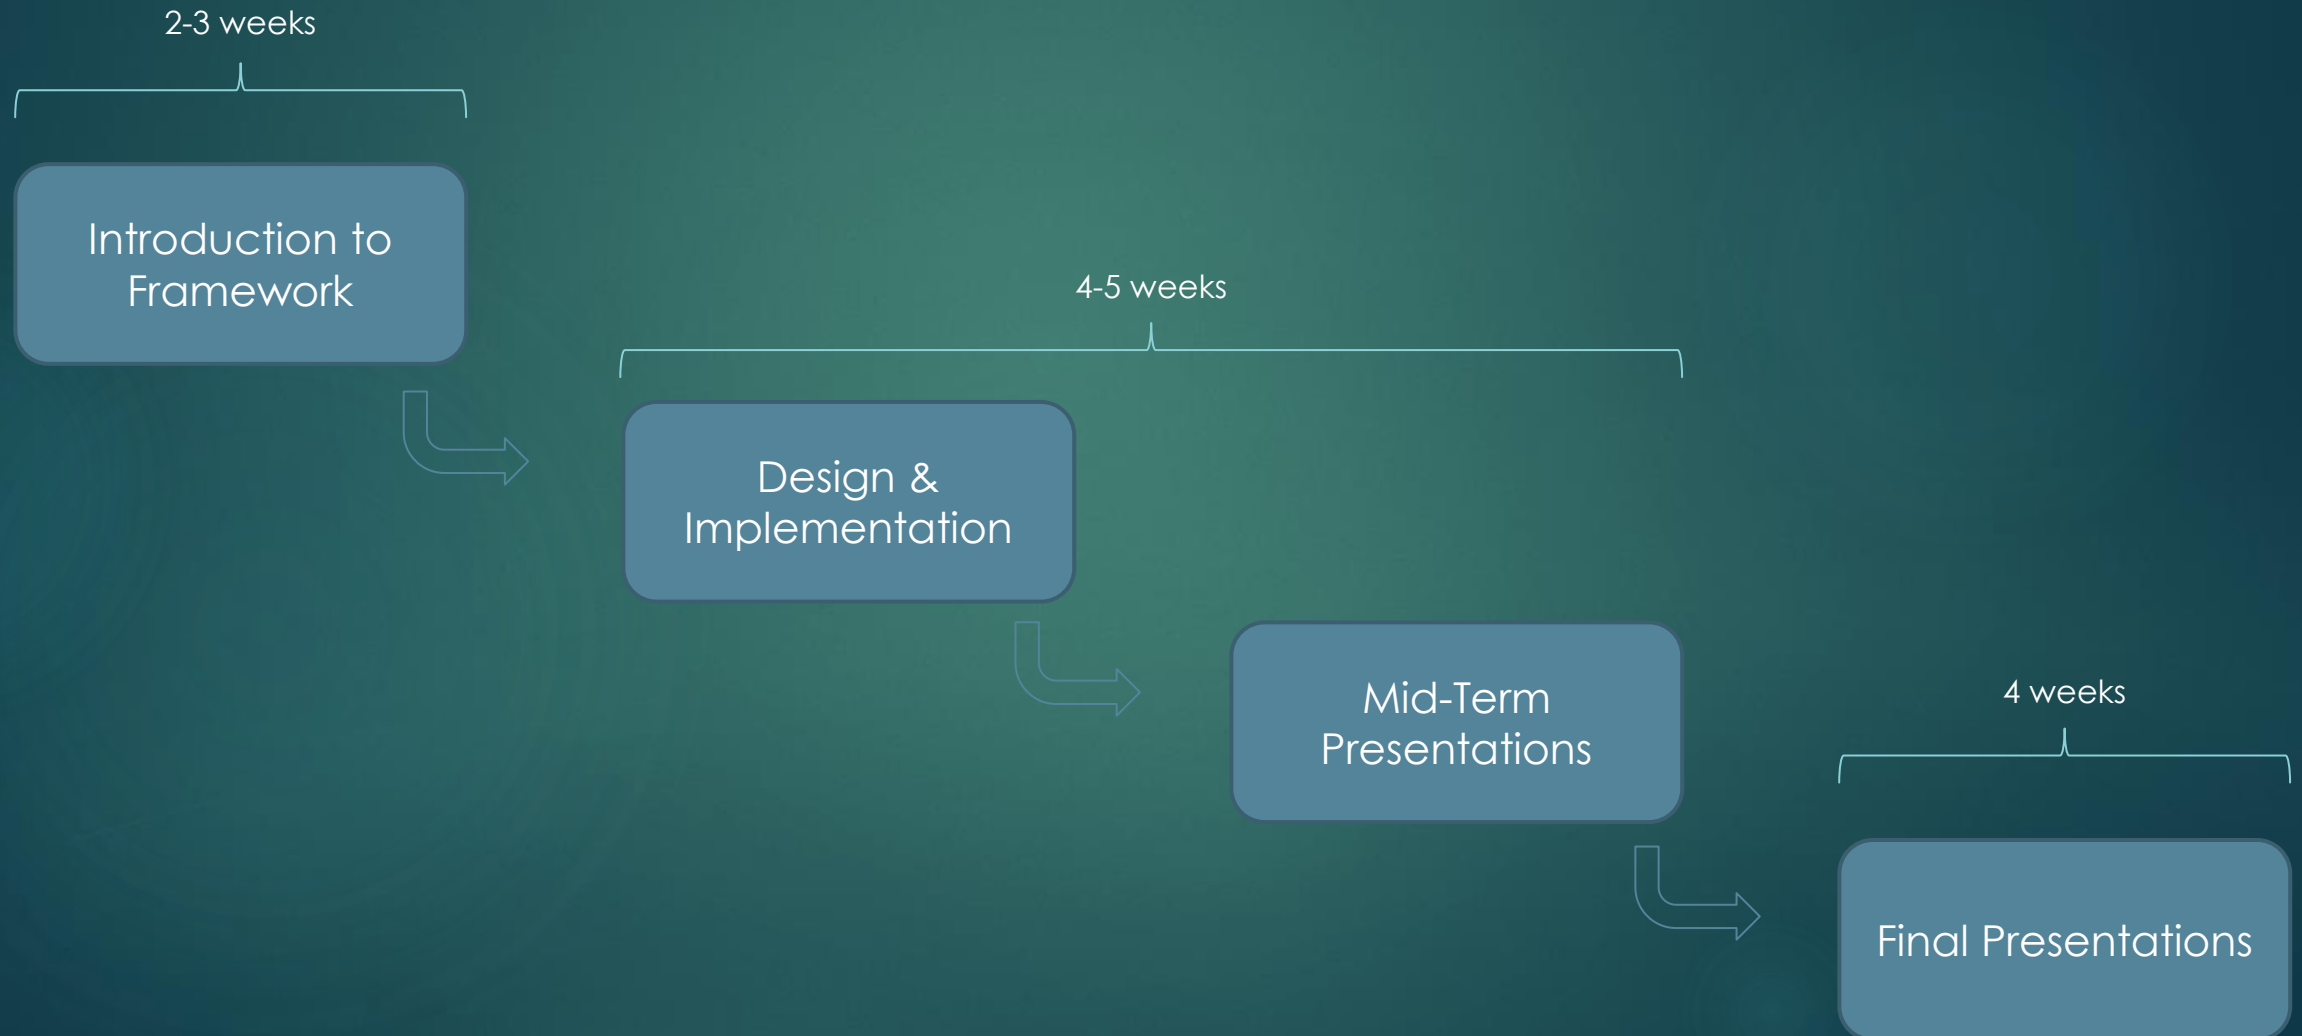 2-3 weeks
Introduction to
Framework
4-5 weeks
Design &
Implementation
Mid-Term
Presentations
4 weeks
Final Presentations